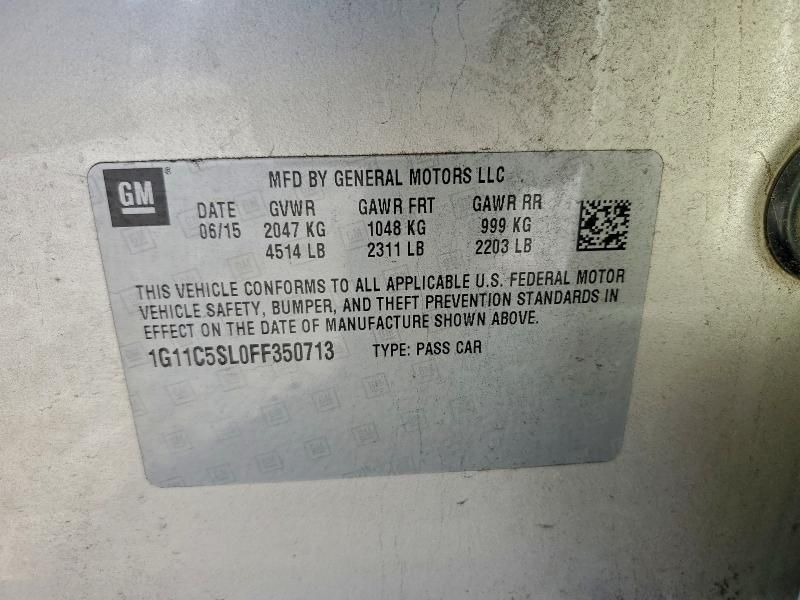 GM
MFD BY GENERAL MOTORS LLC
DATE GVWR GAWR FRT GAWR RR
06/15 2047 KG 1048 KG 999 KG
4514 LB 2311 LB 2203 LB
THIS VEHICLE CONFORMS TO ALL APPLICABLE U.S. FEDERAL MOTOR
VEHICLE SAFETY, BUMPER, AND THEFT PREVENTION STANDARDS IN
EFFECT ON THE DATE OF MANUFACTURE SHOWN ABOVE.
1G11C5SL0FF350713 TYPE: PASS CAR